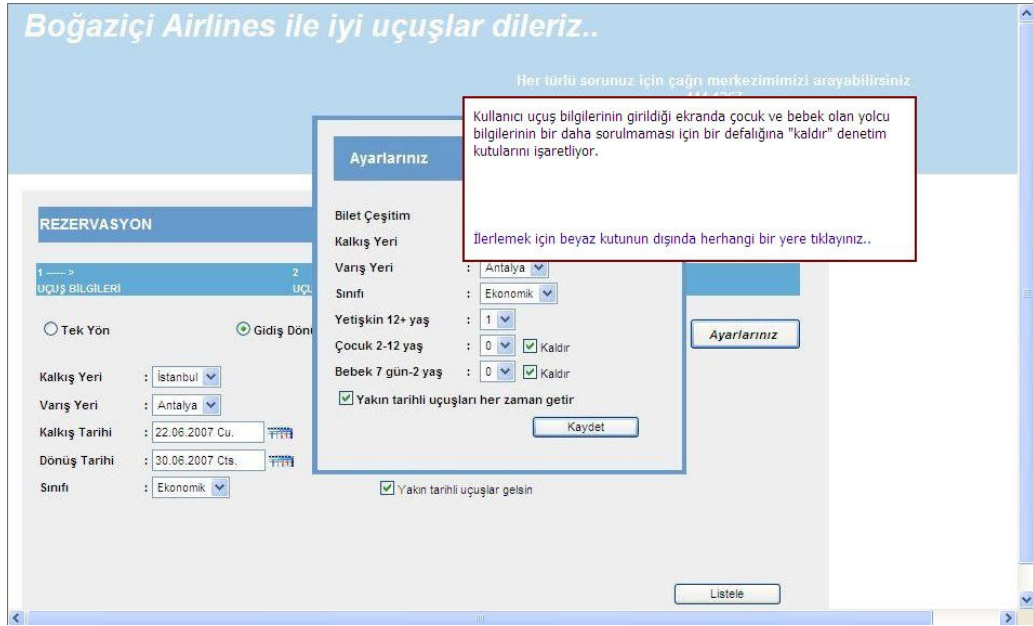 Boğaziçi Airlines ile iyi uçuşlar dileriz..
Her türlü sorunuz için çağrı merkezimimizi arayabilirsiniz
Kullanıcı uçuş bilgilerinin girildiği ekranda çocuk ve bebek olan yolcu
bilgilerinin bir daha sorulmaması için bir defalığına "kaldır" denetim
kutularını işaretliyor.
İlerlemek için beyaz kutunun dışında herhangi bir yere tıklayınız..
Ayarlarınız
Bilet Çeşitim
Kalkış Yeri
Varış Yeri : Antalya
Sınıfı : Ekonomik
Yetişkin 12+ yaş : 1
Çocuk 2-12 yaş : 0 Kaldır
Bebek 7 gün-2 yaş : 0 Kaldır
Yakın tarihli uçuşları her zaman getir
Kaydet
REZERVASYON
1 ----- > 2
UÇUŞ BİLGİLERİ UÇU
Tek Yön Gidiş Dönü
Ayarlarınız
Kalkış Yeri : İstanbul
Varış Yeri : Antalya
Kalkış Tarihi : 22.06.2007 Cu.
Dönüş Tarihi : 30.06.2007 Cts.
Sınıfı : Ekonomik
Yakın tarihli uçuşlar gelsin
Listele